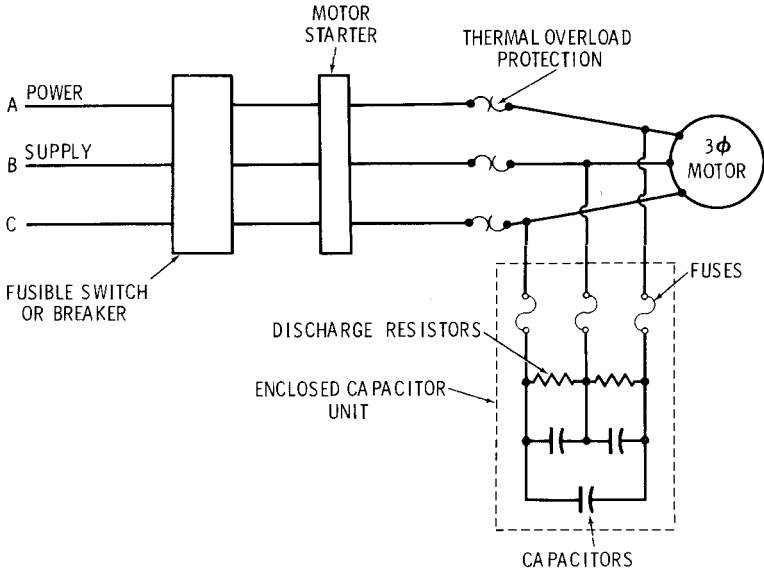 MOTOR
STARTER
THERMAL OVERLOAD
PROTECTION
A POWER
B SUPPLY
C
3ϕ
MOTOR
FUSIBLE SWITCH
OR BREAKER
FUSES
DISCHARGE RESISTORS
ENCLOSED CAPACITOR
UNIT
CAPACITORS